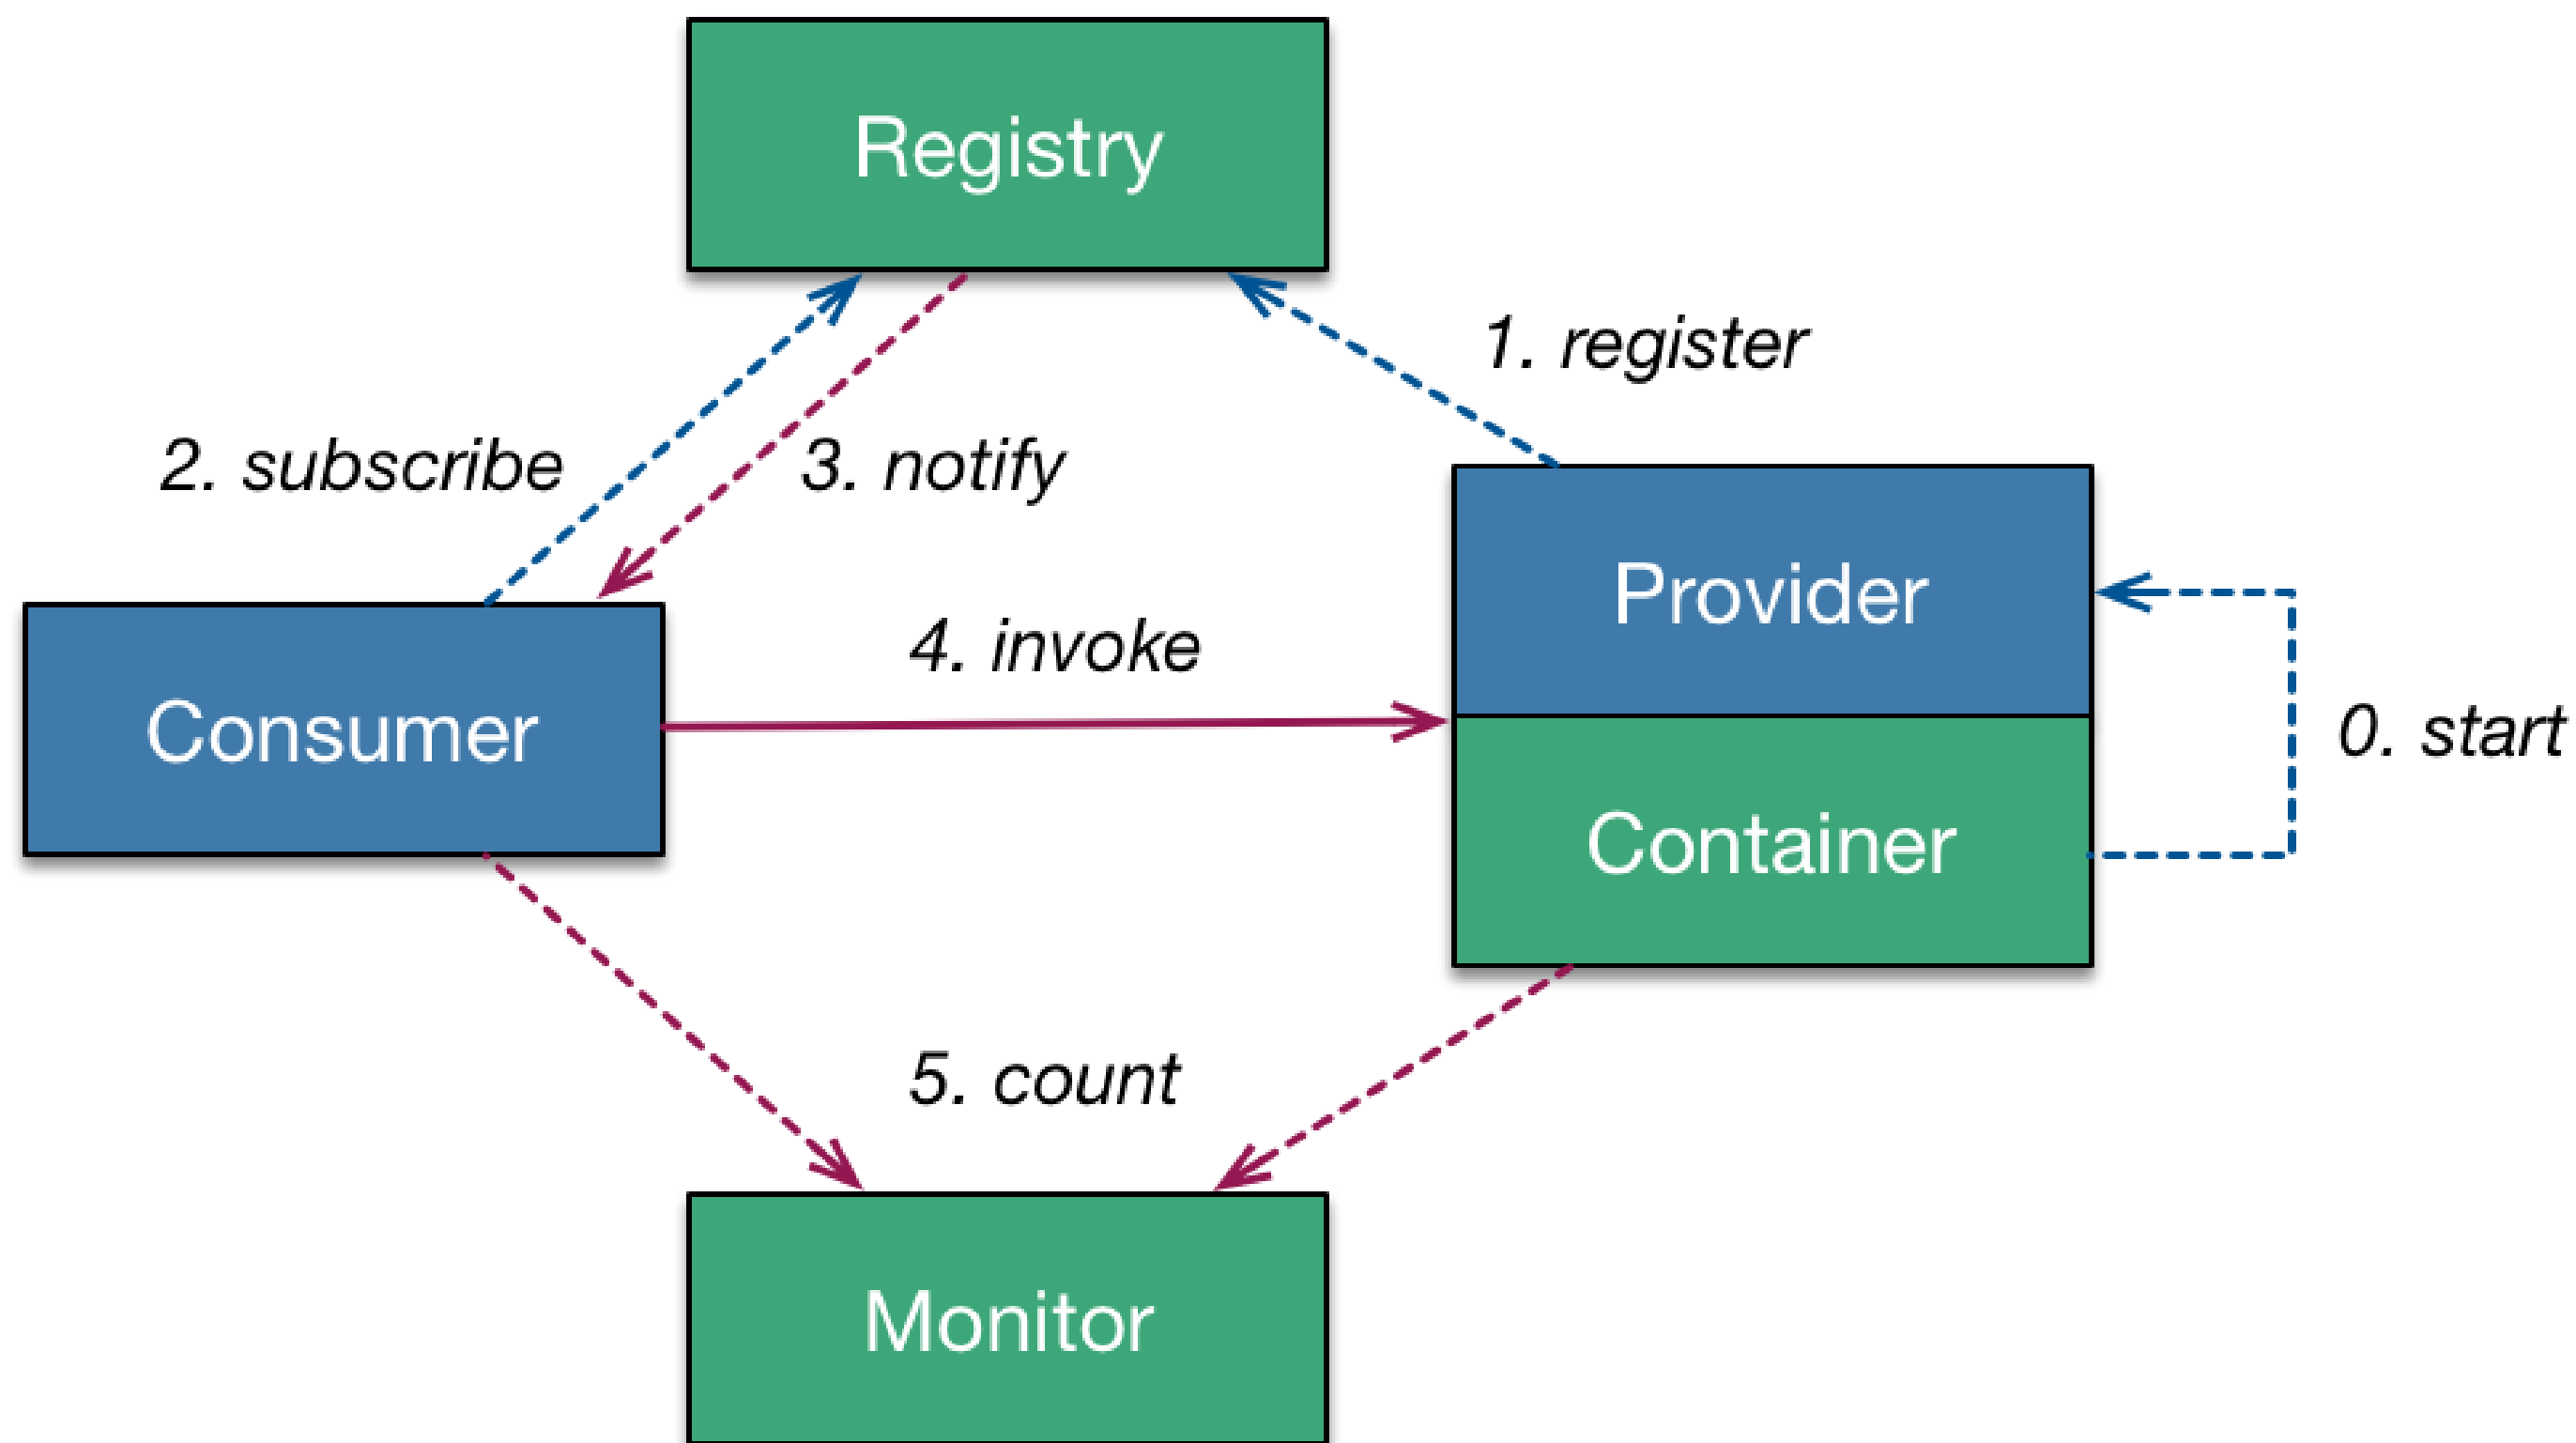 Registry
1. register
2. subscribe
3. notify
Provider
4. invoke
Consumer
0. start
Container
5. count
Monitor